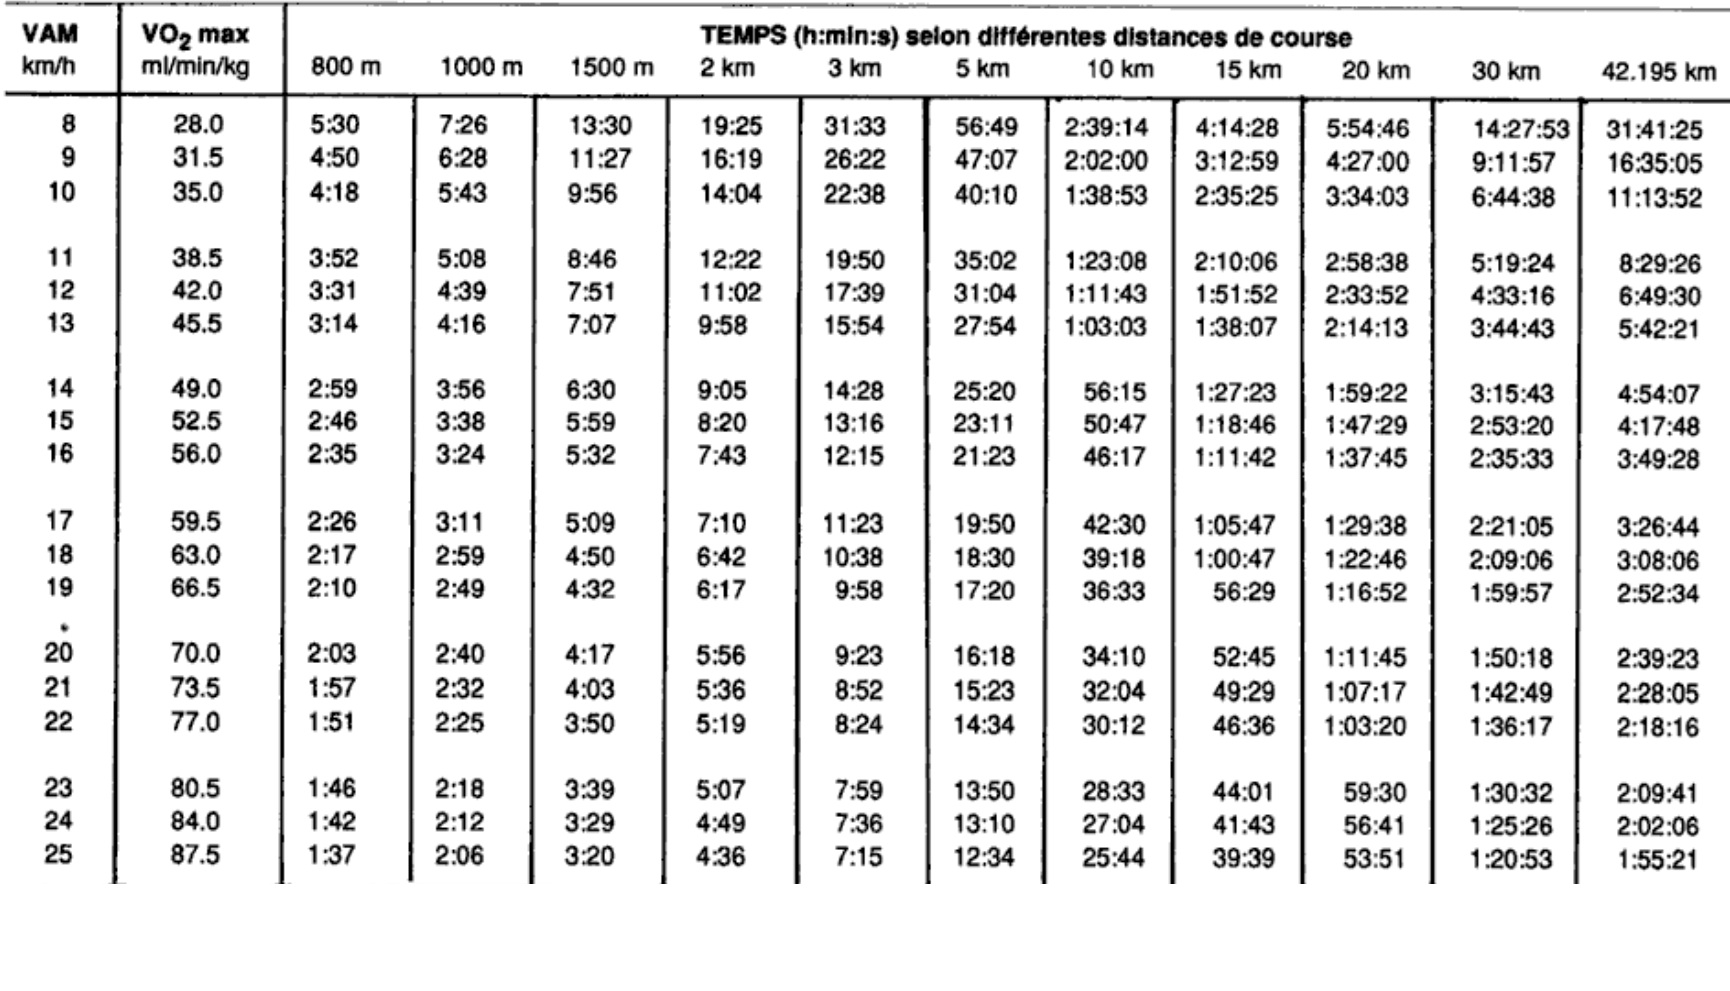 VAM VO2 max TEMPS (h:min:s) selon différentes distances de course
km/h ml/min/kg 800 m 1000 m 1500 m 2 km 3 km 5 km 10 km 15 km 20 km 30 km 42.195 km
8 28.0 5:30 7:26 13:30 19:25 31:33 56:49 2:39:14 4:14:28 5:54:46 14:27:53 31:41:25
9 31.5 4:50 6:28 11:27 16:19 26:22 47:07 2:02:00 3:12:59 4:27:00 9:11:57 16:35:05
10 35.0 4:18 5:43 9:56 14:04 22:38 40:10 1:38:53 2:35:25 3:34:03 6:44:38 11:13:52
11 38.5 3:52 5:08 8:46 12:22 19:50 35:02 1:23:08 2:10:06 2:58:38 5:19:24 8:29:26
12 42.0 3:31 4:39 7:51 11:02 17:39 31:04 1:11:43 1:51:52 2:33:52 4:33:16 6:49:30
13 45.5 3:14 4:16 7:07 9:58 15:54 27:54 1:03:03 1:38:07 2:14:13 3:44:43 5:42:21
14 49.0 2:59 3:56 6:30 9:05 14:28 25:20 56:15 1:27:23 1:59:22 3:15:43 4:54:07
15 52.5 2:46 3:38 5:59 8:20 13:16 23:11 50:47 1:18:46 1:47:29 2:53:20 4:17:48
16 56.0 2:35 3:24 5:32 7:43 12:15 21:23 46:17 1:11:42 1:37:45 2:35:33 3:49:28
17 59.5 2:26 3:11 5:09 7:10 11:23 19:50 42:30 1:05:47 1:29:38 2:21:05 3:26:44
18 63.0 2:17 2:59 4:50 6:42 10:38 18:30 39:18 1:00:47 1:22:46 2:09:06 3:08:06
19 66.5 2:10 2:49 4:32 6:17 9:58 17:20 36:33 56:29 1:16:52 1:59:57 2:52:34
20 70.0 2:03 2:40 4:17 5:56 9:23 16:18 34:10 52:45 1:11:45 1:50:18 2:39:23
21 73.5 1:57 2:32 4:03 5:36 8:52 15:23 32:04 49:29 1:07:17 1:42:49 2:28:05
22 77.0 1:51 2:25 3:50 5:19 8:24 14:34 30:12 46:36 1:03:20 1:36:17 2:18:16
23 80.5 1:46 2:18 3:39 5:07 7:59 13:50 28:33 44:01 59:30 1:30:32 2:09:41
24 84.0 1:42 2:12 3:29 4:49 7:36 13:10 27:04 41:43 56:41 1:25:26 2:02:06
25 87.5 1:37 2:06 3:20 4:36 7:15 12:34 25:44 39:39 53:51 1:20:53 1:55:21